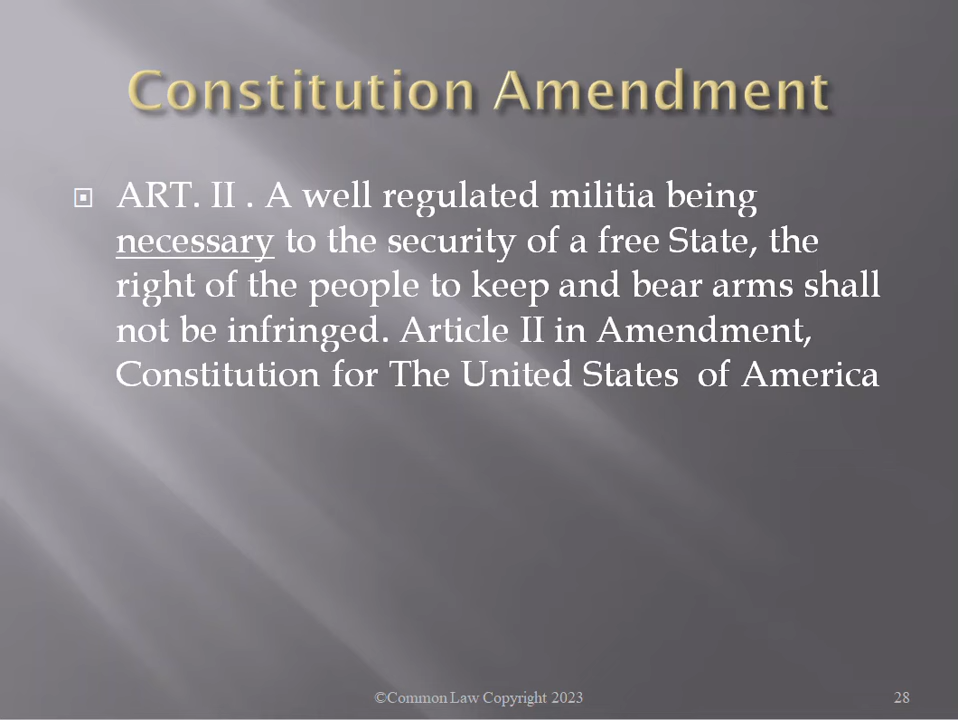 Constitution Amendment
ART. II . A well regulated militia being
necessary to the security of a free State, the
right of the people to keep and bear arms shall
not be infringed. Article II in Amendment,
Constitution for The United States  of America
©Common Law Copyright 2023
28